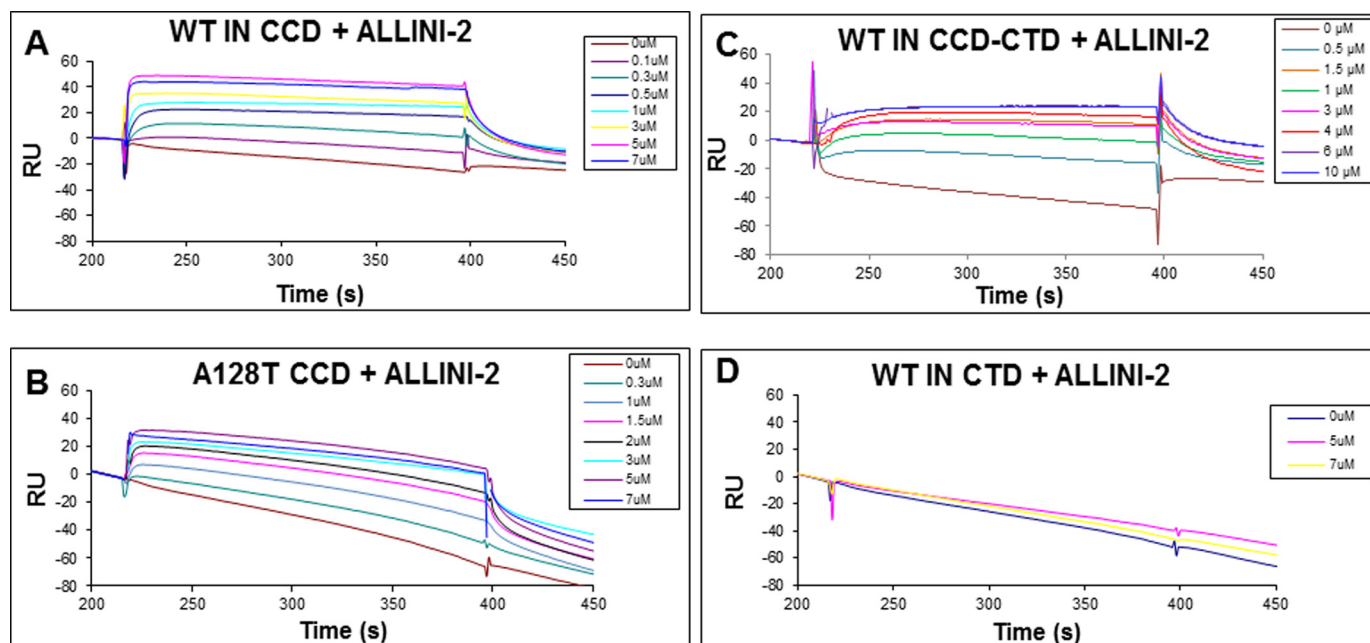 A
WT IN CCD + ALLINI-2
0uM
0.1uM
0.3uM
0.5uM
1uM
3uM
5uM
7uM
RU
60
40
20
0
-20
-40
-60
-80
200
250
300
350
400
450
Time (s)
C
WT IN CCD-CTD + ALLINI-2
0 µM
0.5 µM
1.5 µM
1 µM
3 µM
4 µM
6 µM
10 µM
RU
60
40
20
0
-20
-40
-60
-80
200
250
300
350
400
450
Time (s)
B
A128T CCD + ALLINI-2
0uM
0.3uM
1uM
1.5uM
2uM
3uM
5uM
7uM
RU
60
40
20
0
-20
-40
-60
-80
200
250
300
350
400
450
Time (s)
D
WT IN CTD + ALLINI-2
0uM
5uM
7uM
RU
60
40
20
0
-20
-40
-60
-80
200
250
300
350
400
450
Time (s)